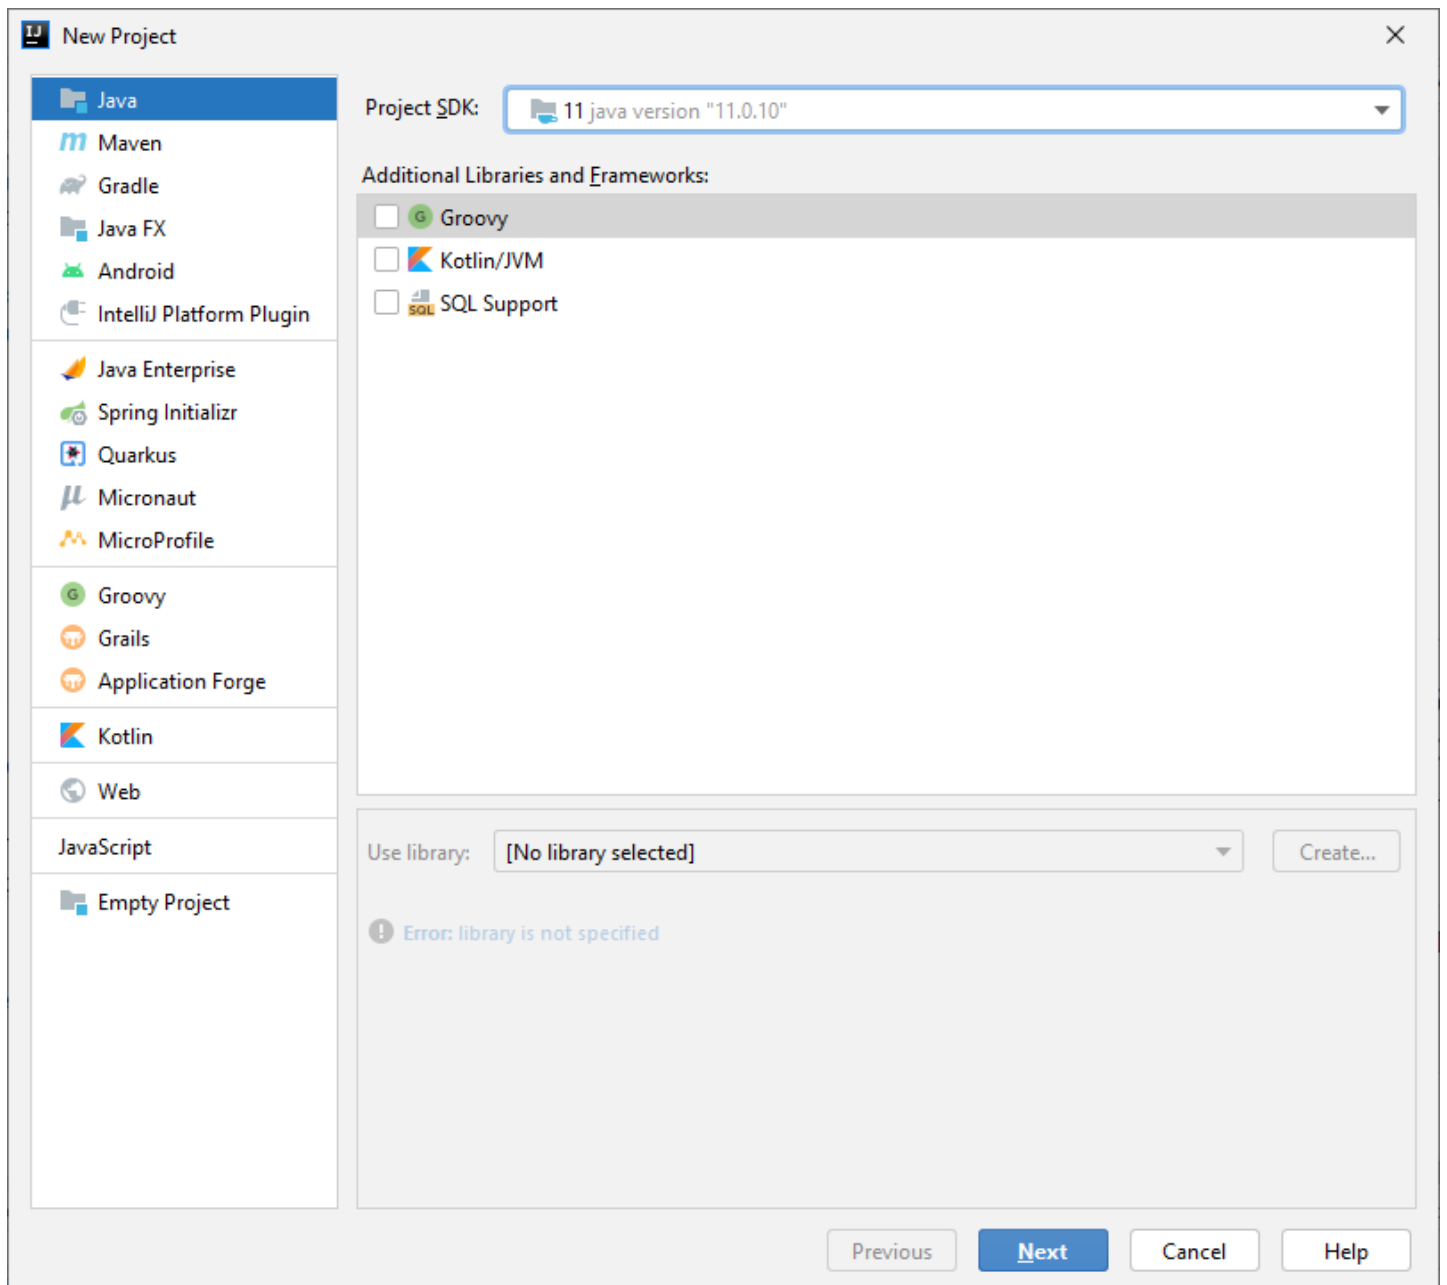 New Project
Java
Maven
Gradle
Java FX
Android
IntelliJ Platform Plugin
Java Enterprise
Spring Initializr
Quarkus
Micronaut
MicroProfile
Groovy
Grails
Application Forge
Kotlin
Web
JavaScript
Empty Project
Project SDK: 11 java version "11.0.10"
Additional Libraries and Frameworks:
G Groovy
Kotlin/JVM
SQL SQL Support
Use library: [No library selected] Create...
Error: library is not specified
Previous Next Cancel Help